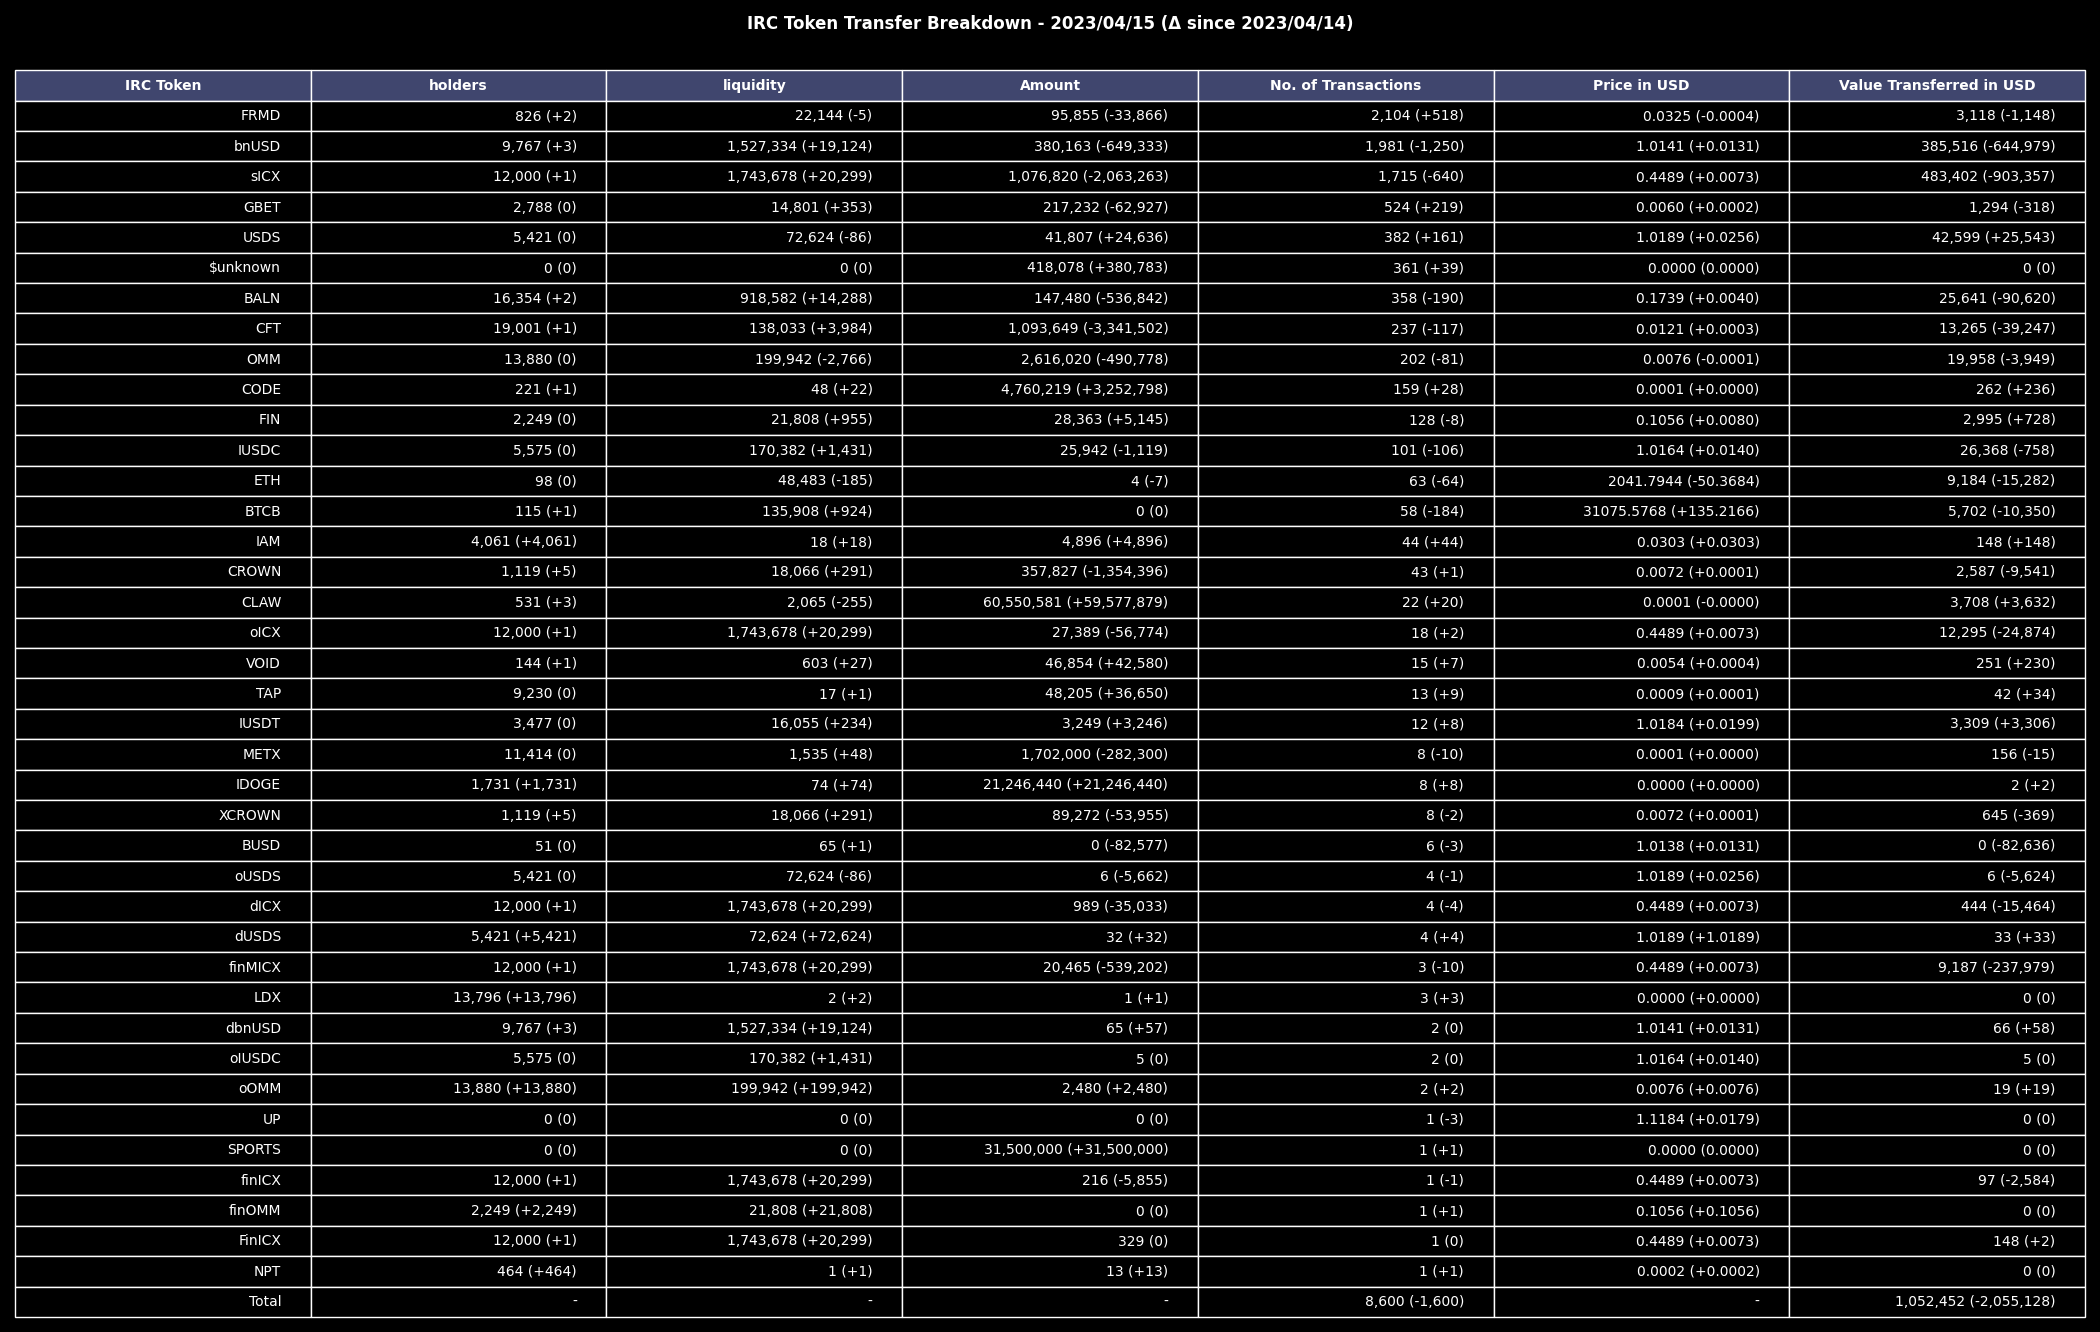 IRC Token Transfer Breakdown - 2023/04/15 (Δ since 2023/04/14)
IRC Token holders liquidity Amount No. of Transactions Price in USD Value Transferred in USD
FRMD 826 (+2) 22,144 (-5) 95,855 (-33,866) 2,104 (+518) 0.0325 (-0.0004) 3,118 (-1,148)
bnUSD 9,767 (+3) 1,527,334 (+19,124) 380,163 (-649,333) 1,981 (-1,250) 1.0141 (+0.0131) 385,516 (-644,979)
sICX 12,000 (+1) 1,743,678 (+20,299) 1,076,820 (-2,063,263) 1,715 (-640) 0.4489 (+0.0073) 483,402 (-903,357)
GBET 2,788 (0) 14,801 (+353) 217,232 (-62,927) 524 (+219) 0.0060 (+0.0002) 1,294 (-318)
USDS 5,421 (0) 72,624 (-86) 41,807 (+24,636) 382 (+161) 1.0189 (+0.0256) 42,599 (+25,543)
$unknown 0 (0) 0 (0) 418,078 (+380,783) 361 (+39) 0.0000 (0.0000) 0 (0)
BALN 16,354 (+2) 918,582 (+14,288) 147,480 (-536,842) 358 (-190) 0.1739 (+0.0040) 25,641 (-90,620)
CFT 19,001 (+1) 138,033 (+3,984) 1,093,649 (-3,341,502) 237 (-117) 0.0121 (+0.0003) 13,265 (-39,247)
OMM 13,880 (0) 199,942 (-2,766) 2,616,020 (-490,778) 202 (-81) 0.0076 (-0.0001) 19,958 (-3,949)
CODE 221 (+1) 48 (+22) 4,760,219 (+3,252,798) 159 (+28) 0.0001 (+0.0000) 262 (+236)
FIN 2,249 (0) 21,808 (+955) 28,363 (+5,145) 128 (-8) 0.1056 (+0.0080) 2,995 (+728)
IUSDC 5,575 (0) 170,382 (+1,431) 25,942 (-1,119) 101 (-106) 1.0164 (+0.0140) 26,368 (-758)
ETH 98 (0) 48,483 (-185) 4 (-7) 63 (-64) 2041.7944 (-50.3684) 9,184 (-15,282)
BTCB 115 (+1) 135,908 (+924) 0 (0) 58 (-184) 31075.5768 (+135.2166) 5,702 (-10,350)
IAM 4,061 (+4,061) 18 (+18) 4,896 (+4,896) 44 (+44) 0.0303 (+0.0303) 148 (+148)
CROWN 1,119 (+5) 18,066 (+291) 357,827 (-1,354,396) 43 (+1) 0.0072 (+0.0001) 2,587 (-9,541)
CLAW 531 (+3) 2,065 (-255) 60,550,581 (+59,577,879) 22 (+20) 0.0001 (-0.0000) 3,708 (+3,632)
oICX 12,000 (+1) 1,743,678 (+20,299) 27,389 (-56,774) 18 (+2) 0.4489 (+0.0073) 12,295 (-24,874)
VOID 144 (+1) 603 (+27) 46,854 (+42,580) 15 (+7) 0.0054 (+0.0004) 251 (+230)
TAP 9,230 (0) 17 (+1) 48,205 (+36,650) 13 (+9) 0.0009 (+0.0001) 42 (+34)
IUSDT 3,477 (0) 16,055 (+234) 3,249 (+3,246) 12 (+8) 1.0184 (+0.0199) 3,309 (+3,306)
METX 11,414 (0) 1,535 (+48) 1,702,000 (-282,300) 8 (-10) 0.0001 (+0.0000) 156 (-15)
IDOGE 1,731 (+1,731) 74 (+74) 21,246,440 (+21,246,440) 8 (+8) 0.0000 (+0.0000) 2 (+2)
XCROWN 1,119 (+5) 18,066 (+291) 89,272 (-53,955) 8 (-2) 0.0072 (+0.0001) 645 (-369)
BUSD 51 (0) 65 (+1) 0 (-82,577) 6 (-3) 1.0138 (+0.0131) 0 (-82,636)
oUSDS 5,421 (0) 72,624 (-86) 6 (-5,662) 4 (-1) 1.0189 (+0.0256) 6 (-5,624)
dICX 12,000 (+1) 1,743,678 (+20,299) 989 (-35,033) 4 (-4) 0.4489 (+0.0073) 444 (-15,464)
dUSDS 5,421 (+5,421) 72,624 (+72,624) 32 (+32) 4 (+4) 1.0189 (+1.0189) 33 (+33)
finMICX 12,000 (+1) 1,743,678 (+20,299) 20,465 (-539,202) 3 (-10) 0.4489 (+0.0073) 9,187 (-237,979)
LDX 13,796 (+13,796) 2 (+2) 1 (+1) 3 (+3) 0.0000 (+0.0000) 0 (0)
dbnUSD 9,767 (+3) 1,527,334 (+19,124) 65 (+57) 2 (0) 1.0141 (+0.0131) 66 (+58)
oIUSDC 5,575 (0) 170,382 (+1,431) 5 (0) 2 (0) 1.0164 (+0.0140) 5 (0)
oOMM 13,880 (+13,880) 199,942 (+199,942) 2,480 (+2,480) 2 (+2) 0.0076 (+0.0076) 19 (+19)
UP 0 (0) 0 (0) 0 (0) 1 (-3) 1.1184 (+0.0179) 0 (0)
SPORTS 0 (0) 0 (0) 31,500,000 (+31,500,000) 1 (+1) 0.0000 (0.0000) 0 (0)
finICX 12,000 (+1) 1,743,678 (+20,299) 216 (-5,855) 1 (-1) 0.4489 (+0.0073) 97 (-2,584)
finOMM 2,249 (+2,249) 21,808 (+21,808) 0 (0) 1 (+1) 0.1056 (+0.1056) 0 (0)
FinICX 12,000 (+1) 1,743,678 (+20,299) 329 (0) 1 (0) 0.4489 (+0.0073) 148 (+2)
NPT 464 (+464) 1 (+1) 13 (+13) 1 (+1) 0.0002 (+0.0002) 0 (0)
Total - - - 8,600 (-1,600) - 1,052,452 (-2,055,128)